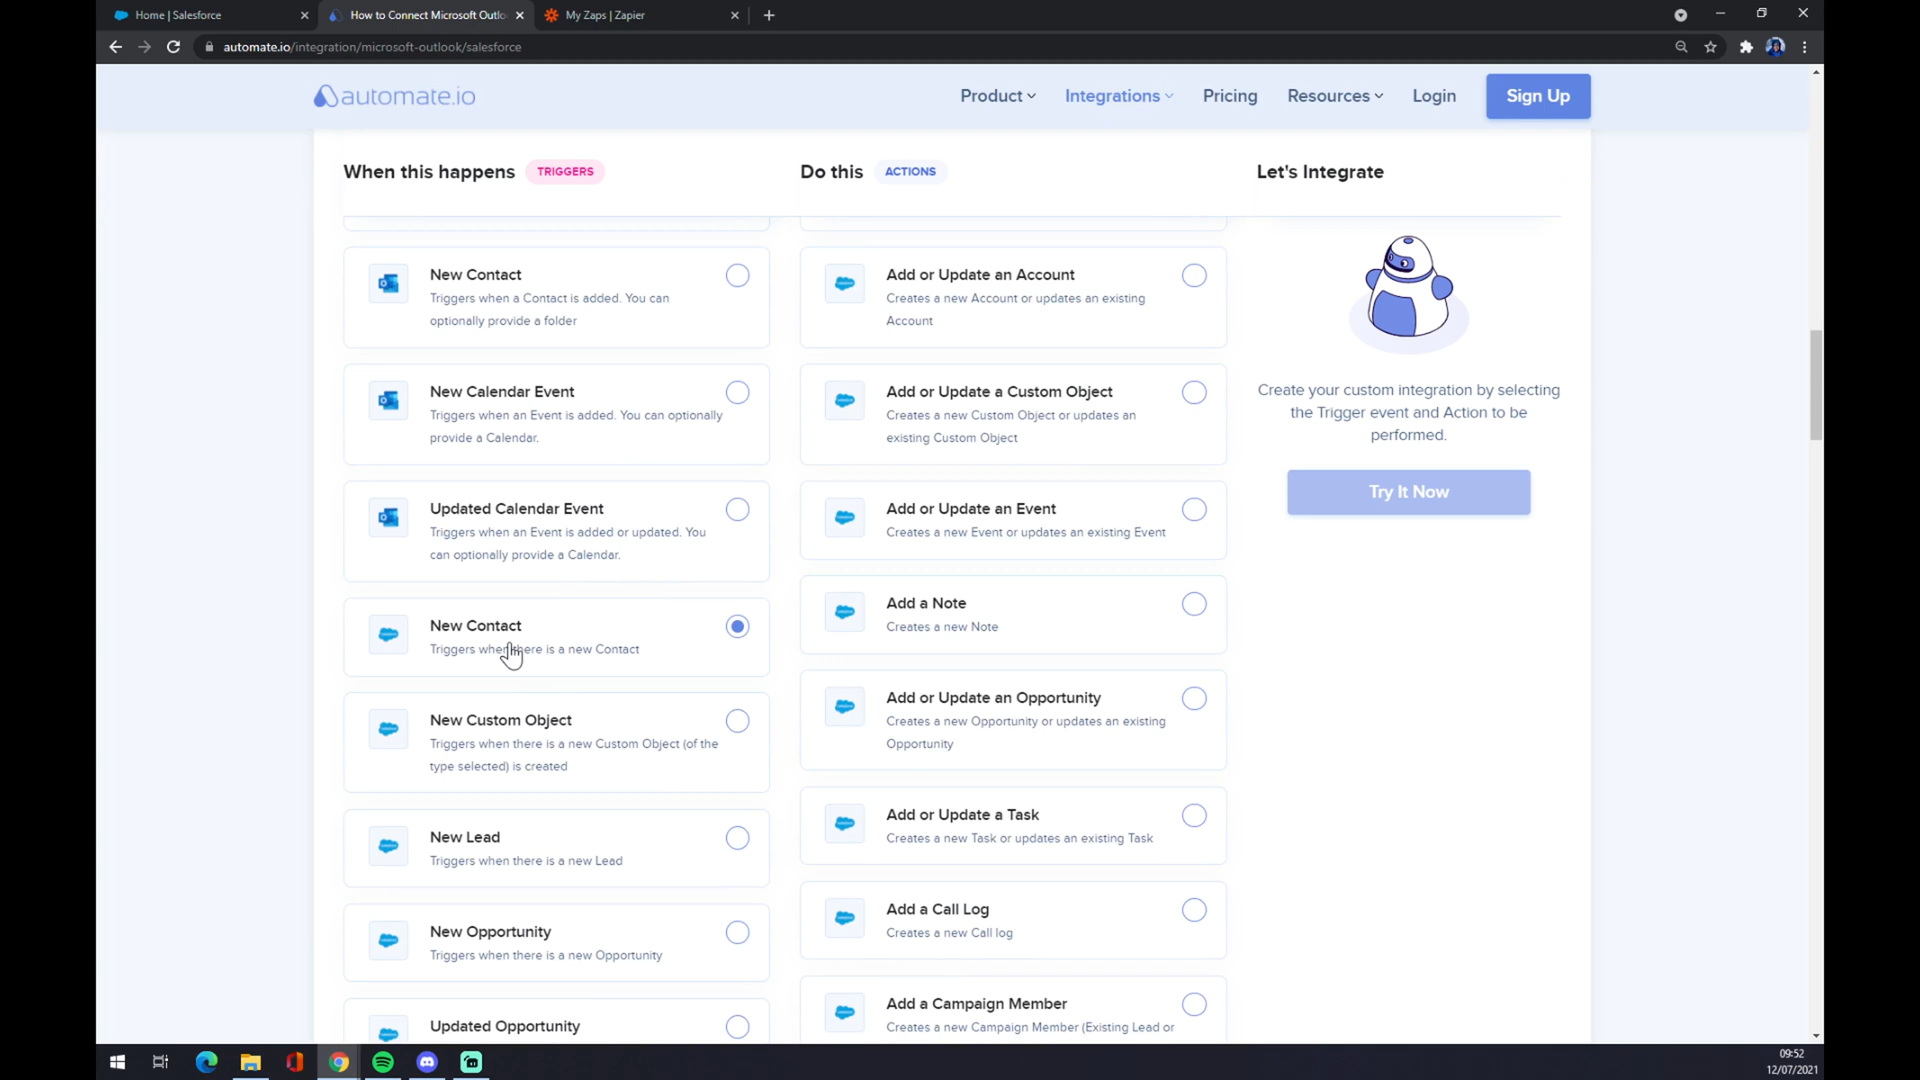 Home | Salesforce
How to Connect Microsoft Outlo
My Zaps | Zapier
automate.io/integration/microsoft-outlook/salesforce
automate.io
Product
Integrations
Pricing
Resources
Login
Sign Up
When this happens
TRIGGERS
Do this
ACTIONS
Let's Integrate
New Contact
Triggers when a Contact is added. You can
optionally provide a folder
New Calendar Event
Triggers when an Event is added. You can optionally
provide a Calendar.
Updated Calendar Event
Triggers when an Event is added or updated. You
can optionally provide a Calendar.
New Contact
Triggers when there is a new Contact
New Custom Object
Triggers when there is a new Custom Object (of the
type selected) is created
New Lead
Triggers when there is a new Lead
New Opportunity
Triggers when there is a new Opportunity
Updated Opportunity
Add or Update an Account
Creates a new Account or updates an existing
Account
Add or Update a Custom Object
Creates a new Custom Object or updates an
existing Custom Object
Add or Update an Event
Creates a new Event or updates an existing Event
Add a Note
Creates a new Note
Add or Update an Opportunity
Creates a new Opportunity or updates an existing
Opportunity
Add or Update a Task
Creates a new Task or updates an existing Task
Add a Call Log
Creates a new Call log
Add a Campaign Member
Creates a new Campaign Member (Existing Lead or
Create your custom integration by selecting
the Trigger event and Action to be
performed.
Try It Now
09:52
12/07/2021